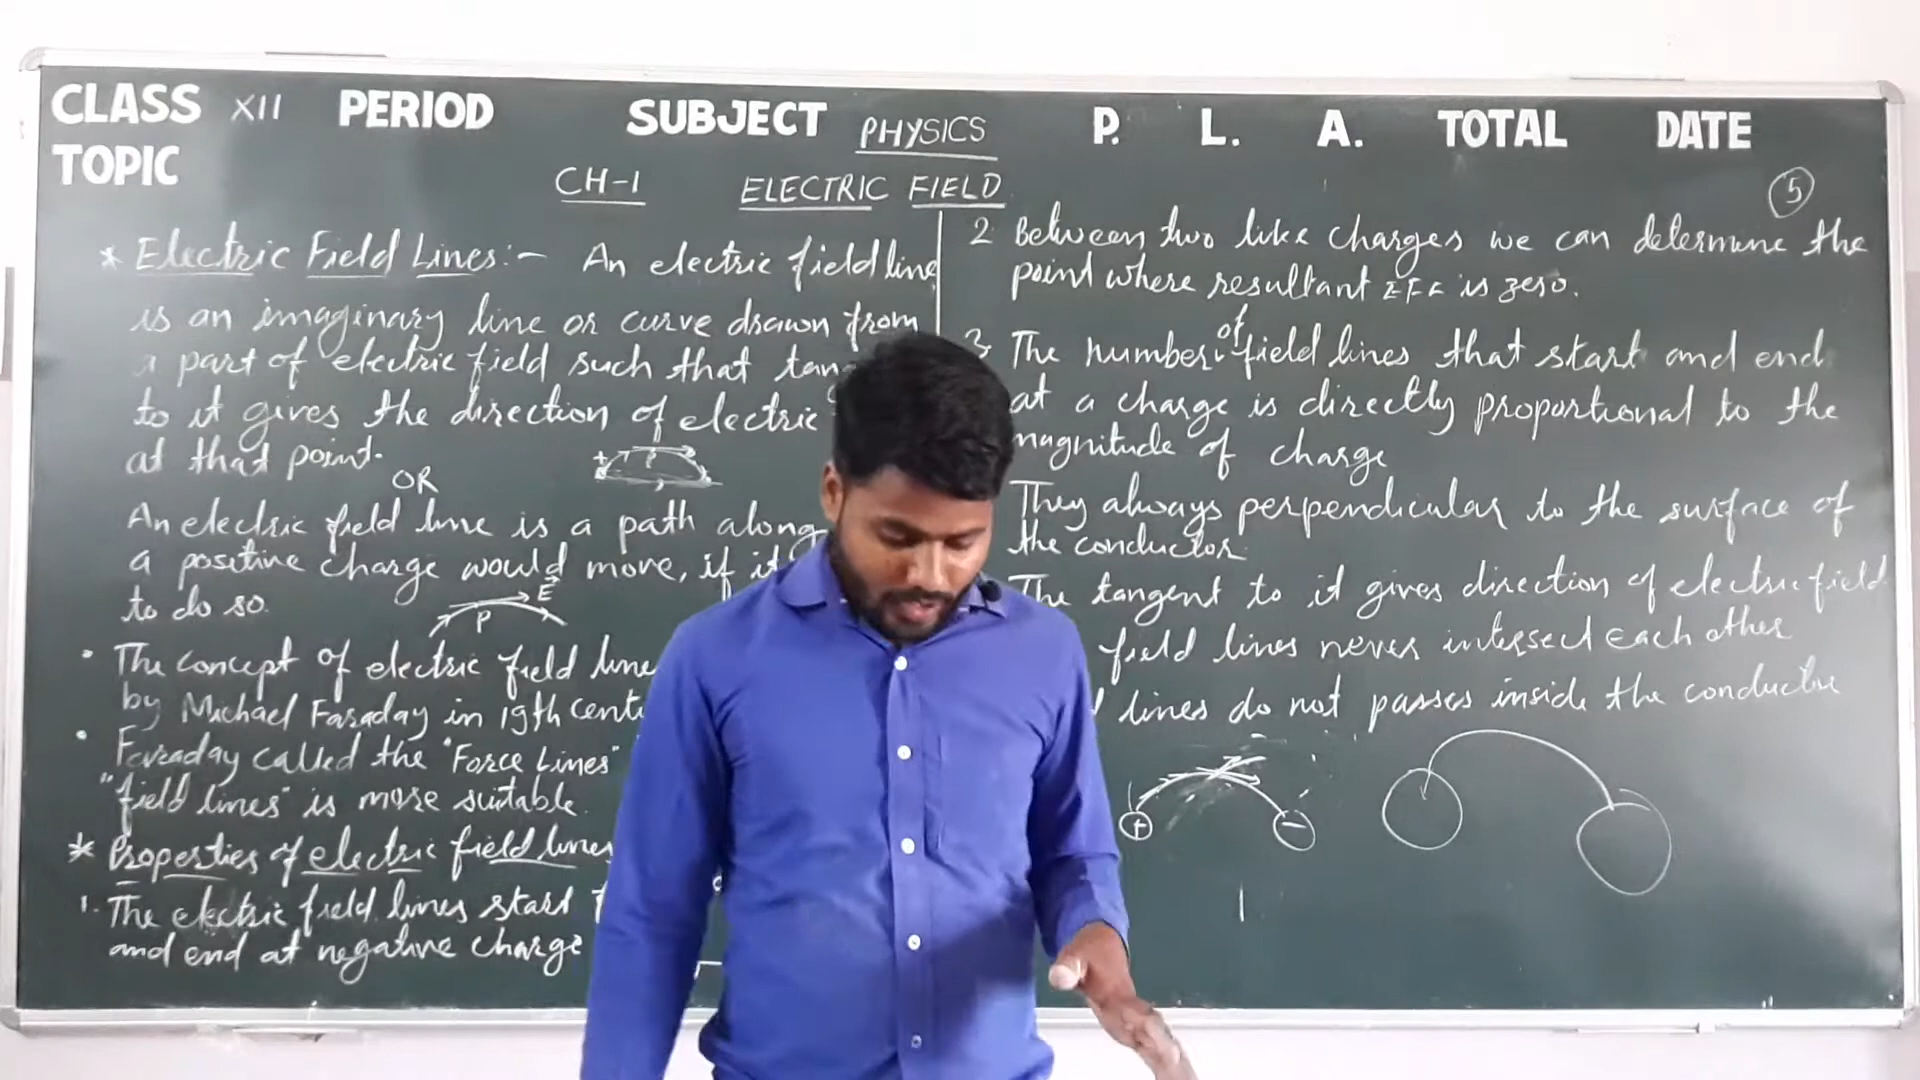 CLASS XII PERIOD SUBJECT PHYSICS P. L. A. TOTAL DATE
TOPIC CH-1 ELECTRIC FIELD
5
* Electric Field Lines:- An electric field line
is an imaginary line or curve drawn from
a part of electric field such that
to it gives the direction of electric
at that point.
OR
An electric field line is a path along
a positive charge would move, if it
to do so.
P E
• The concept of electric field line
by Michael Faraday in 19th
• Faraday called the "Force Lines"
"field lines" is more suitable.
* Properties of electric field lines
1. The electric field lines start
and end at negative charge
2 Between two like charges we can determine the
point where resultant is zero.
3 The number of field lines that start and end
at a charge is directly proportional to the
magnitude of charge
They always perpendicular to the surface of
the conductor.
The tangent to it gives direction of electric field
field lines never intersect each other
lines do not passes inside the
+ -